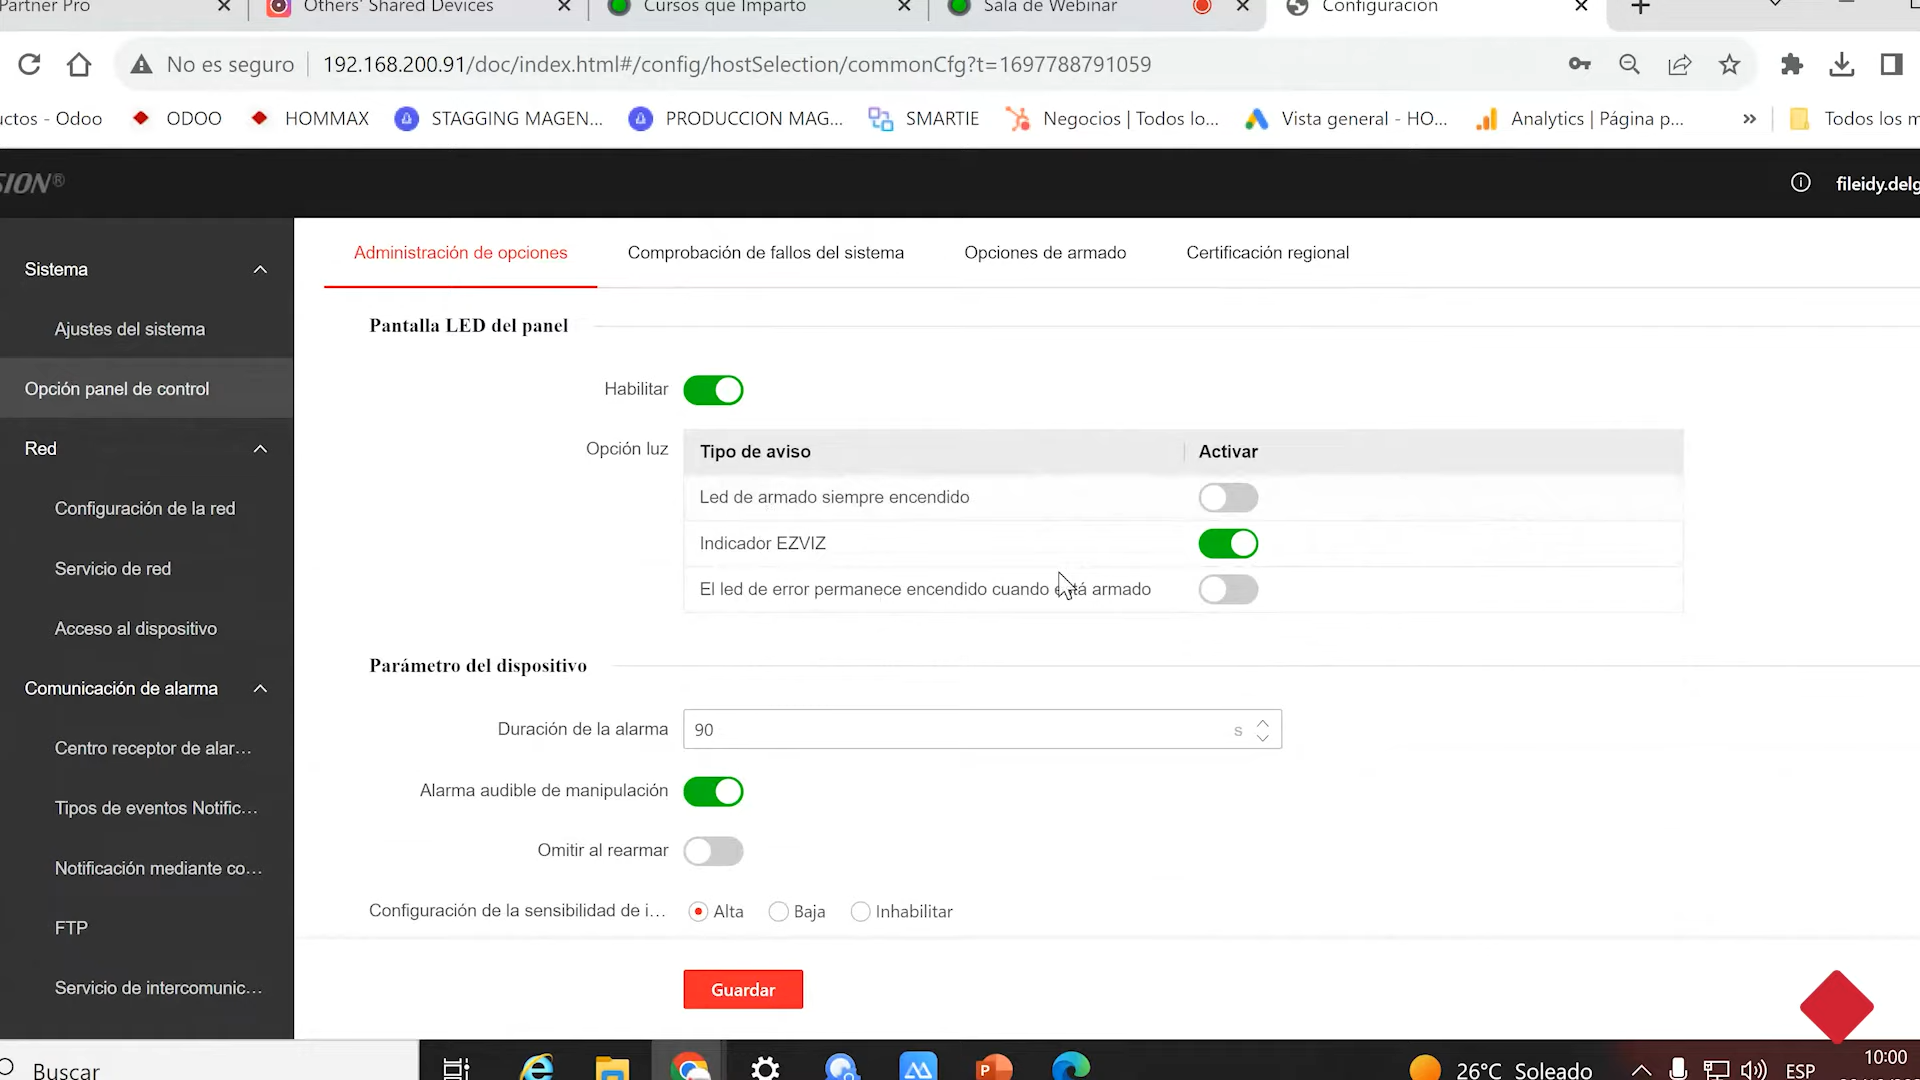 Partner Pro
Others' Shared Devices
Cursos que Imparto
Sala de Webinar
Configuración
No es seguro
192.168.200.91/doc/index.html#/config/hostSelection/commonCfg?t=1697788791059
uctos - Odoo
ODOO
HOMMAX
STAGGING MAGEN...
PRODUCCION MAG...
SMARTIE
Negocios | Todos lo...
Vista general - HO...
Analytics | Página p...
Todos los m
SION®
fileidy.delg
Sistema
Ajustes del sistema
Opción panel de control
Red
Configuración de la red
Servicio de red
Acceso al dispositivo
Comunicación de alarma
Centro receptor de alar...
Tipos de eventos Notific...
Notificación mediante co...
FTP
Servicio de intercomunic...
Administración de opciones
Comprobación de fallos del sistema
Opciones de armado
Certificación regional
Pantalla LED del panel
Habilitar
Opción luz
Tipo de aviso
Activar
Led de armado siempre encendido
Indicador EZVIZ
El led de error permanece encendido cuando está armado
Parámetro del dispositivo
Duración de la alarma
90
s
Alarma audible de manipulación
Omitir al rearmar
Configuración de la sensibilidad de i...
Alta
Baja
Inhabilitar
Guardar
Buscar
26°C Soleado
ESP
10:00